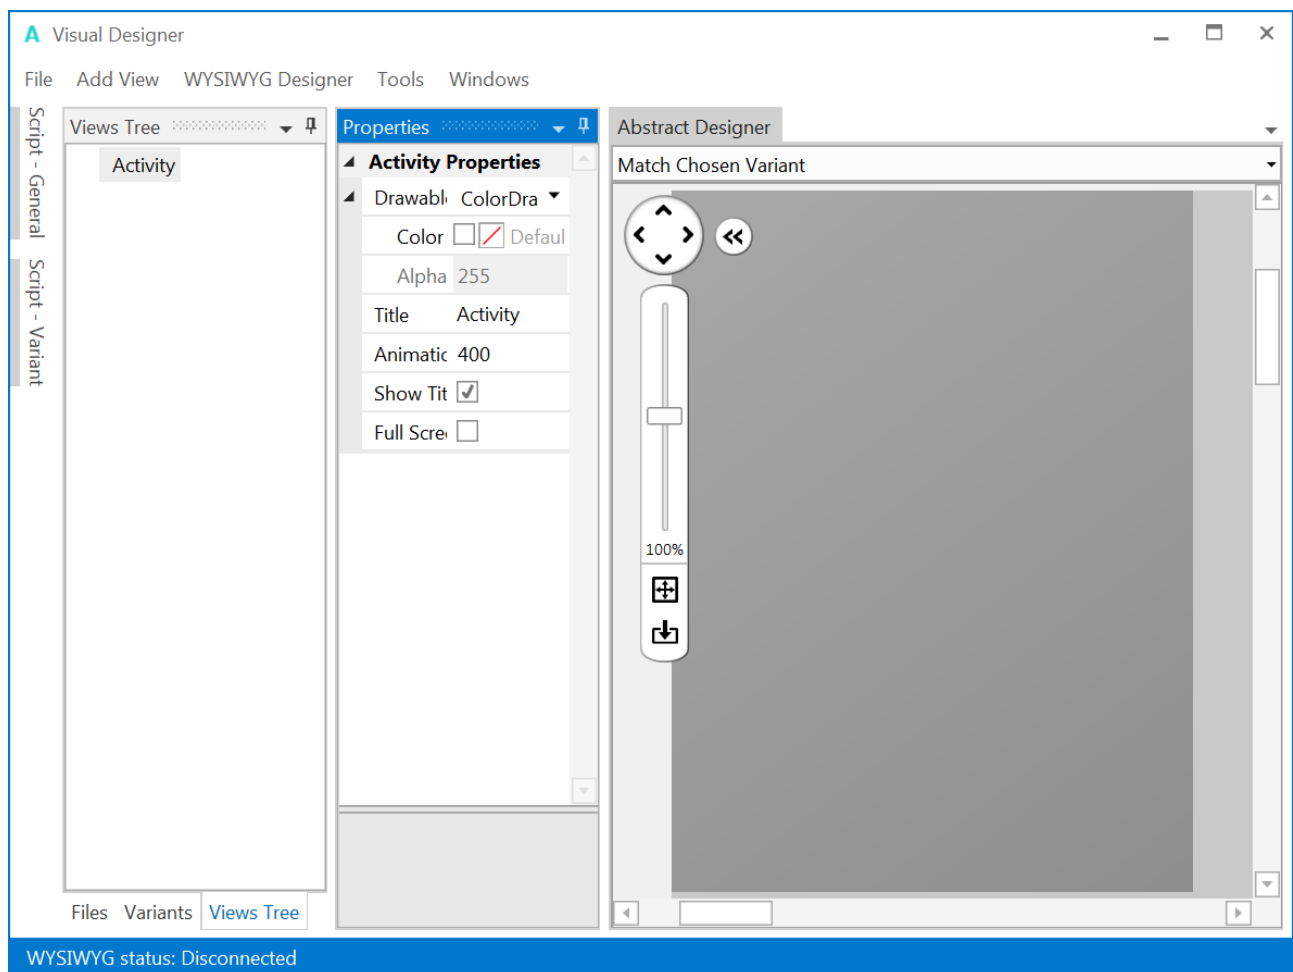 A Visual Designer
File Add View WYSIWYG Designer Tools Windows
Script - General
Script - Variant
Views Tree
Activity
Files Variants Views Tree
Properties
Activity Properties
Drawabl ColorDra
Color Defaul
Alpha 255
Title Activity
Animatic 400
Show Tit
Full Scre
Abstract Designer
Match Chosen Variant
100%
WYSIWYG status: Disconnected